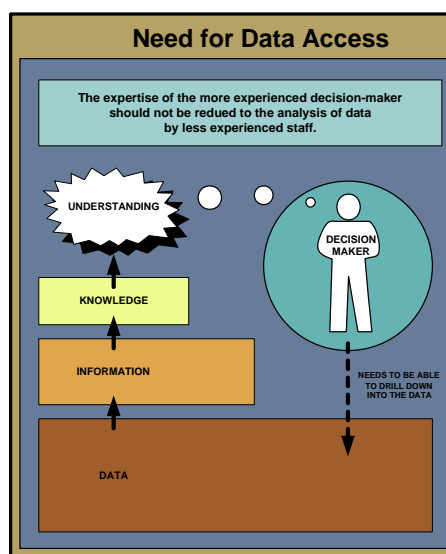 Need for Data Access
The expertise of the more experienced decision-maker
should not be redued to the analysis of data
by less experienced staff.
UNDERSTANDING
DECISION
MAKER
KNOWLEDGE
INFORMATION
NEEDS TO BE ABLE
TO DRILL DOWN
INTO THE DATA
DATA